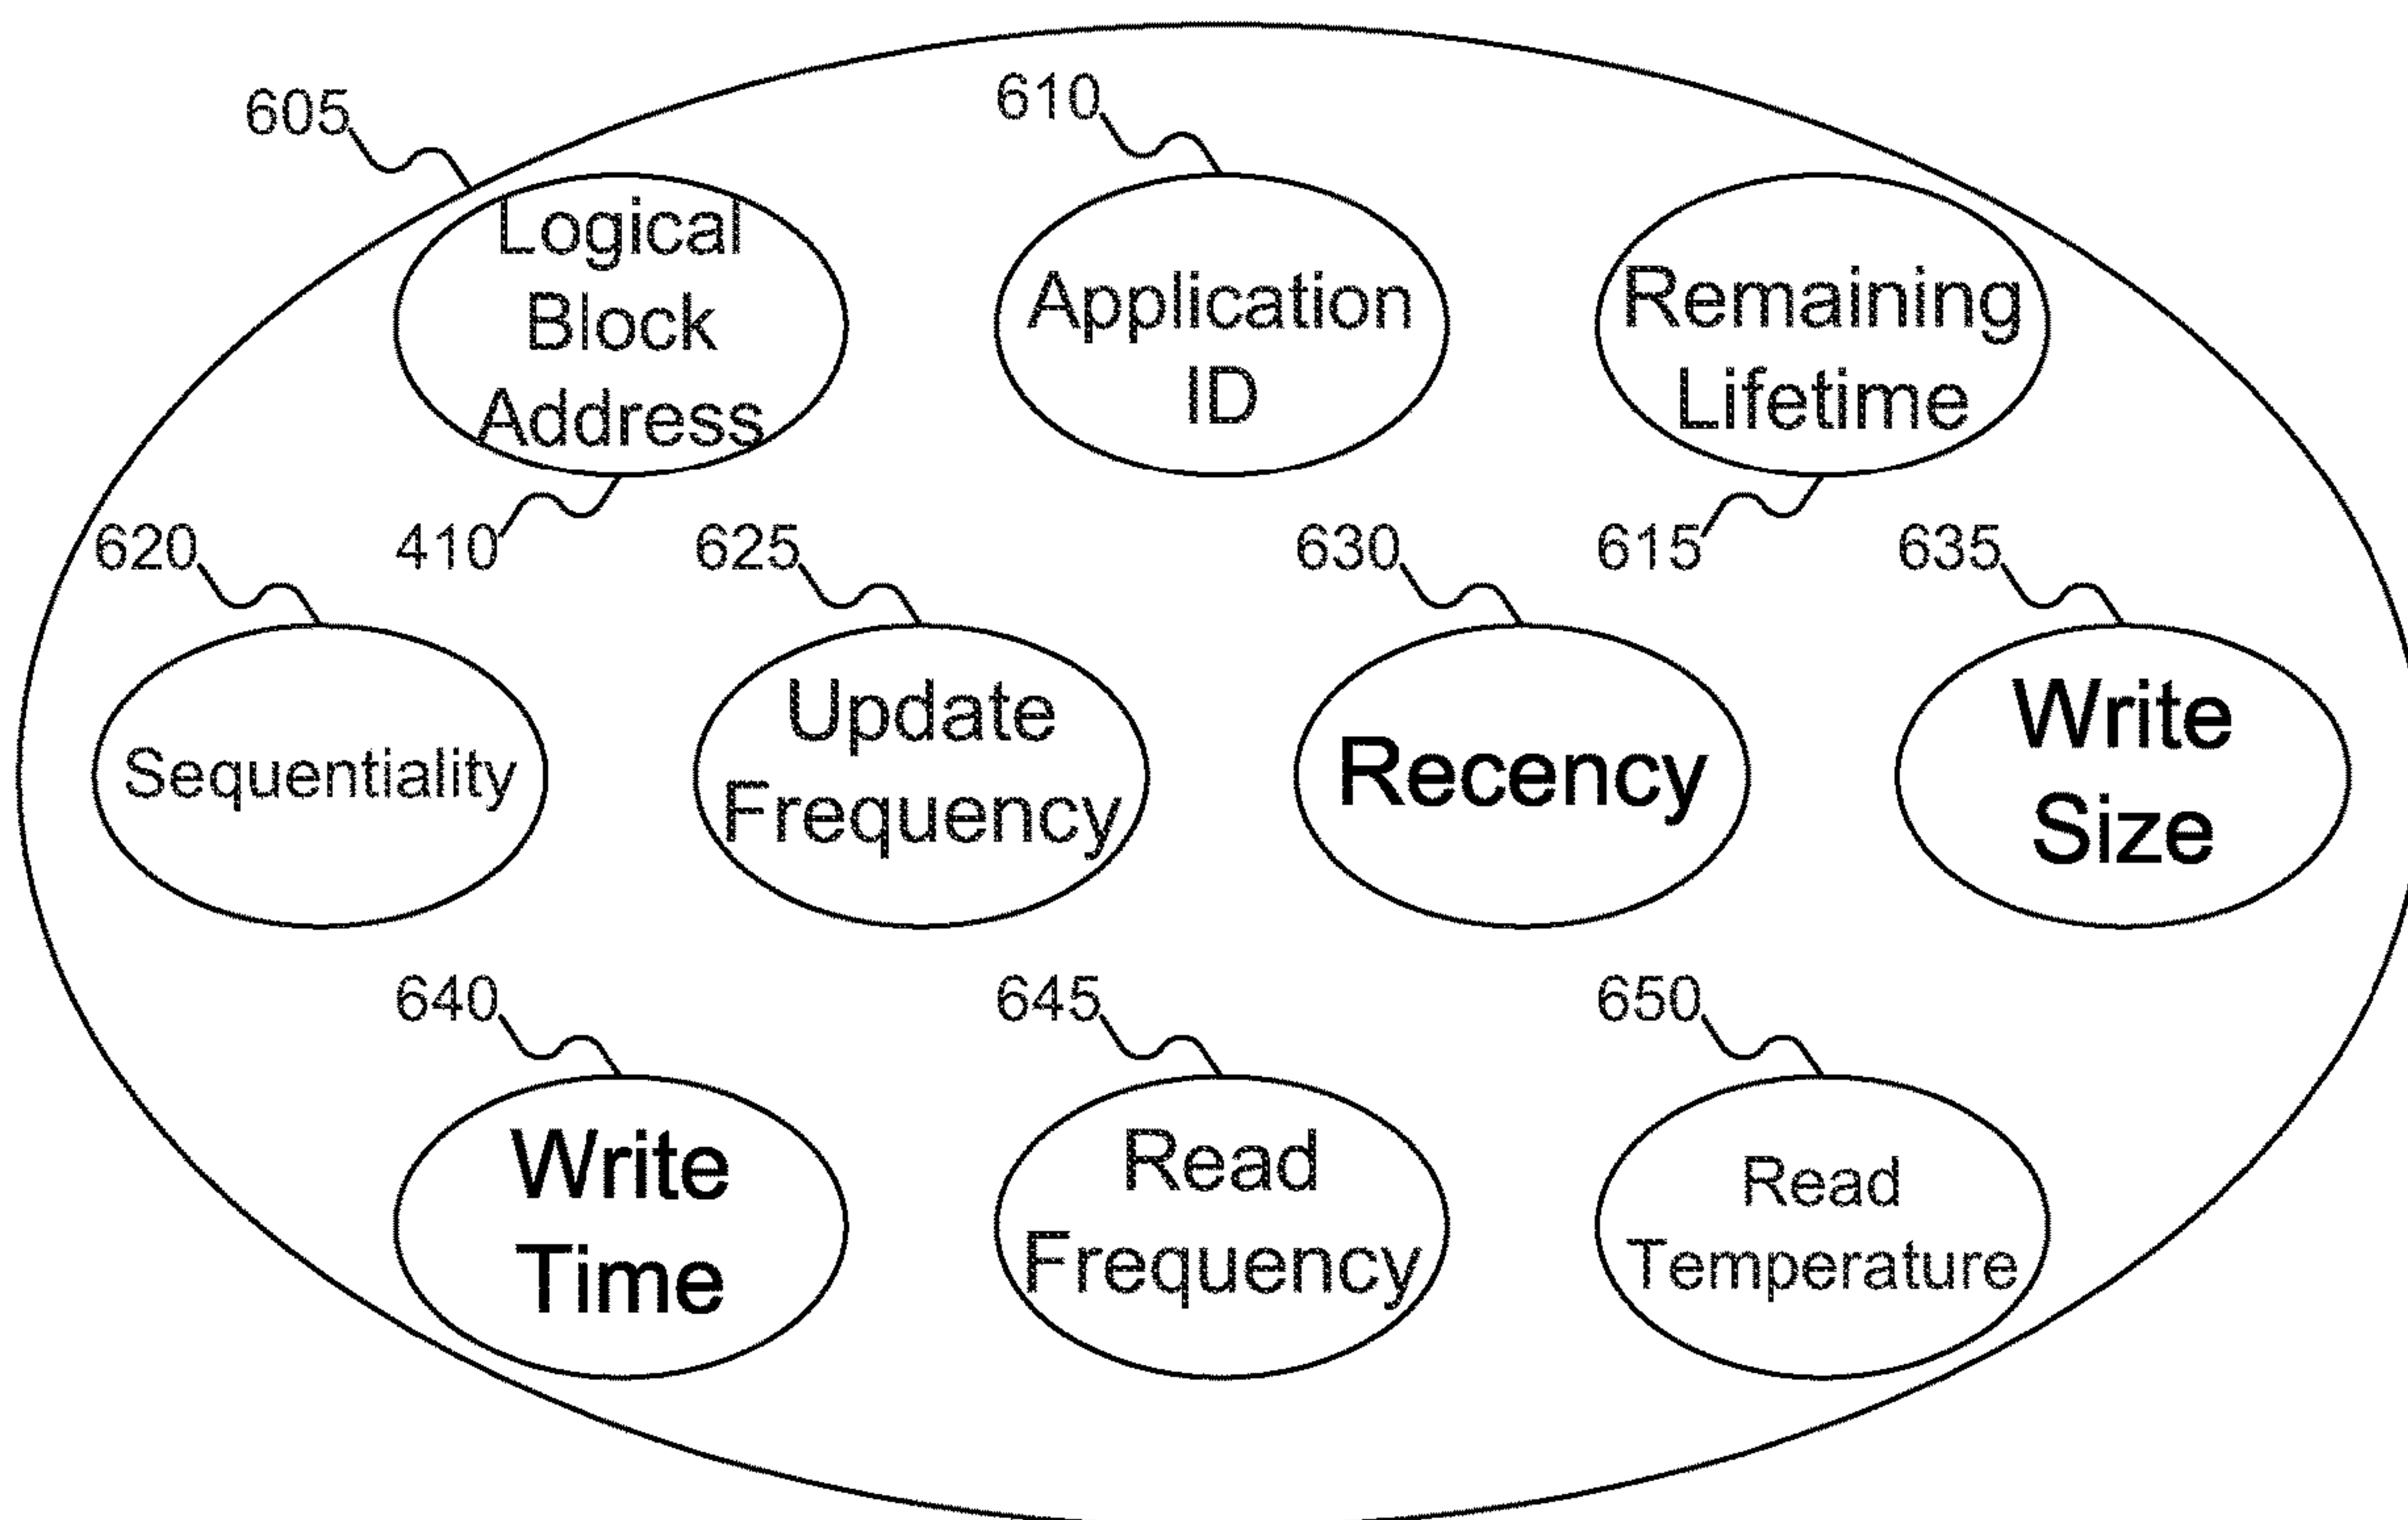 605
610
Logical
Block
Address
Application
ID
Remaining
Lifetime
620
410
625
630
615
635
Sequentiality
Update
Frequency
Recency
Write
Size
640
645
650
Write
Time
Read
Frequency
Read
Temperature